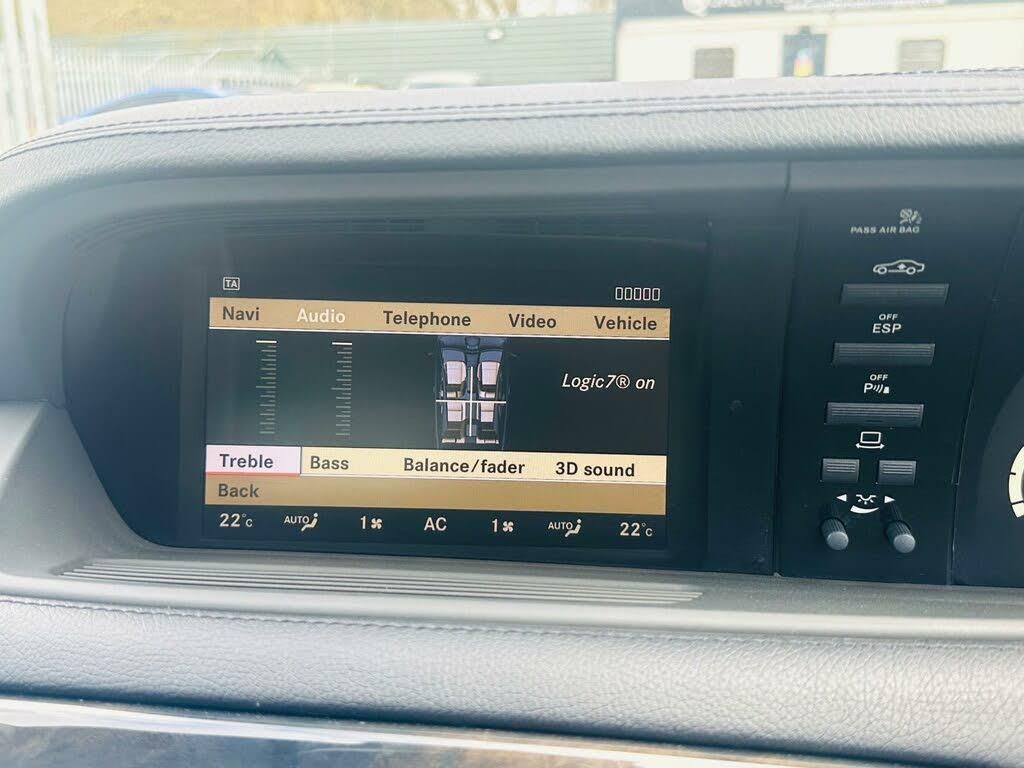 TA
Navi Audio Telephone Video Vehicle
Logic7® on
Treble Bass Balance/fader 3D sound
Back
22°C AUTO 1 AC 1 AUTO 22°C
PASS AIR BAG
OFF
ESP
OFF
P